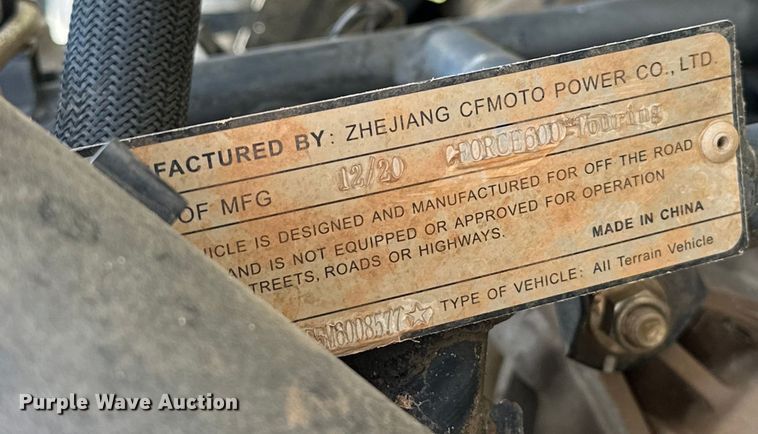 FACTURED BY: ZHEJIANG CFMOTO POWER CO., LTD.
OF MFG 12/20 CFORCE600 Touring
ICLE IS DESIGNED AND MANUFACTURED FOR OFF THE ROAD
AND IS NOT EQUIPPED OR APPROVED FOR OPERATION
TREETS, ROADS OR HIGHWAYS.
MADE IN CHINA
M6008577☆ TYPE OF VEHICLE: All Terrain Vehicle
Purple Wave Auction